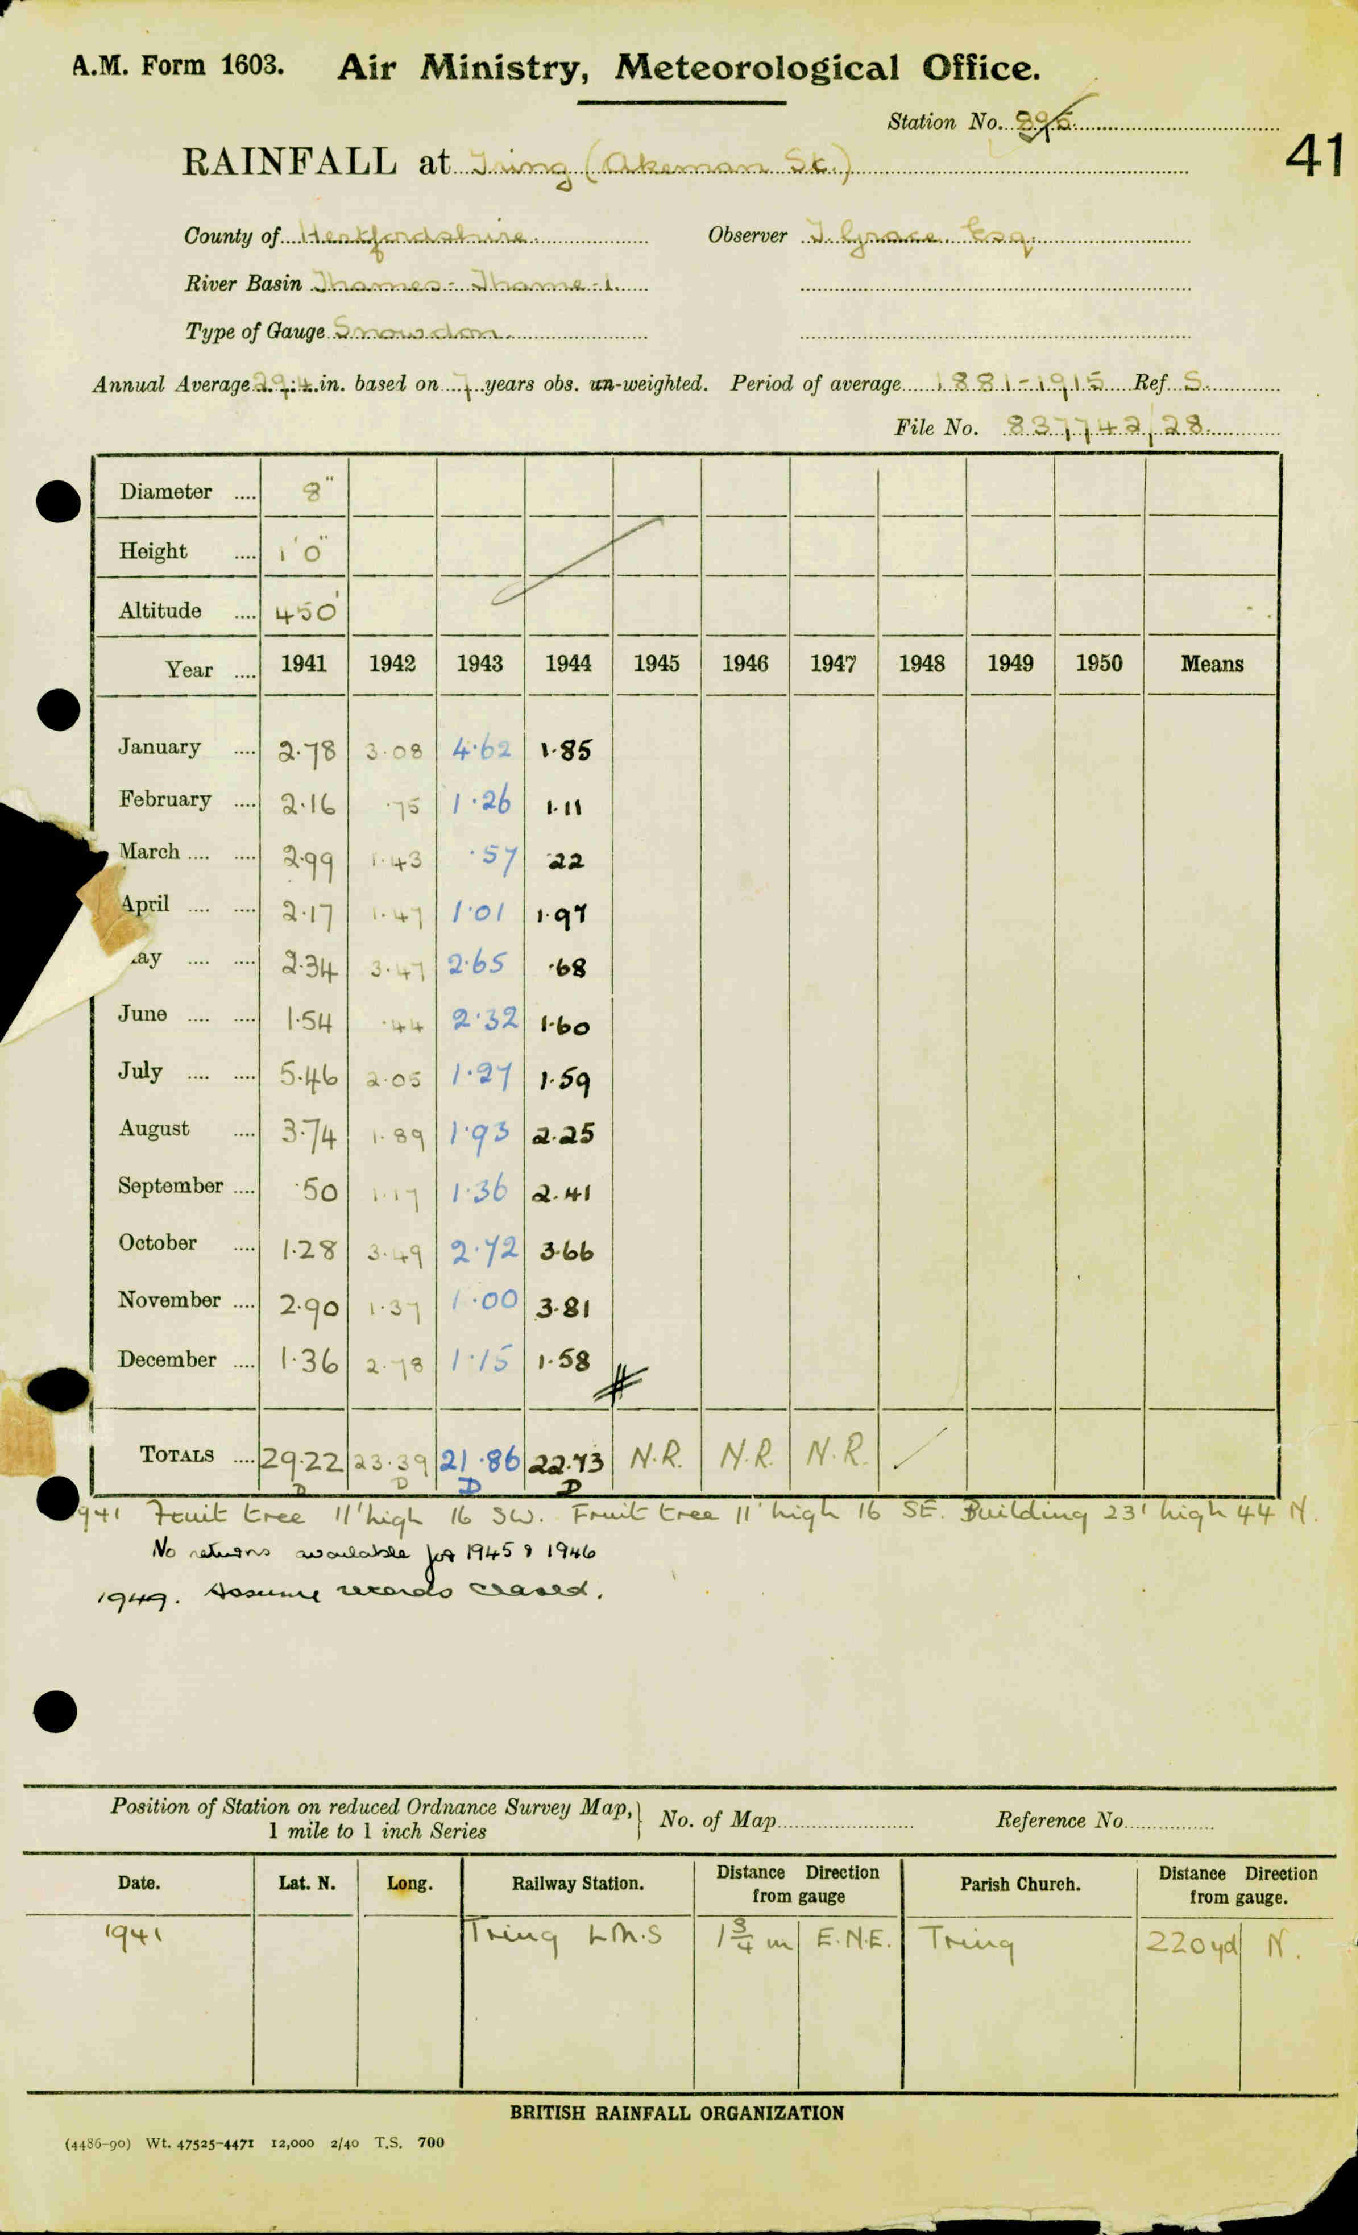 A.M. Form 1603. Air Ministry, Meteorological Office.
Station No. 895
41
RAINFALL at Tring (Akeman St.)
County of Hertfordshire Observer J. Grace Esq.
River Basin Thames - Thame - 1.
Type of Gauge Snowdon.
Annual Average 29.4 in. based on 7 years obs. un-weighted. Period of average 1881-1915 Ref S.
File No. 837742/28
Diameter .... 8"
Height .... 1'0"
Altitude .... 450'
Year .... 1941 1942 1943 1944 1945 1946 1947 1948 1949 1950 Means
January .... 2.78 3.08 4.62 1.85
February .... 2.16 .75 1.26 1.11
March .... .... 2.99 1.43 .57 .22
April .... .... 2.17 1.47 1.01 1.97
ay .... .... 2.34 3.47 2.65 .68
June .... .... 1.54 .44 2.32 1.60
July .... .... 5.46 2.05 1.27 1.59
August .... 3.74 1.89 1.93 2.25
September .... .50 1.17 1.36 2.41
October .... 1.28 3.49 2.72 3.66
November .... 2.90 1.37 1.00 3.81
December .... 1.36 2.78 1.15 1.58
TOTALS .... 29.22 23.39 21.86 22.73 N.R. N.R. N.R.
D D D D
1941 Fruit tree 11' high 16 SW. Fruit tree 11' high 16 SE. Building 23' high 44 N.
No returns available for 1945 & 1946
1949. Assume records closed.
Position of Station on reduced Ordnance Survey Map, 1 mile to 1 inch Series } No. of Map Reference No.
Date. Lat. N. Long. Railway Station. Distance Direction from gauge Parish Church. Distance Direction from gauge.
1941 Tring L.M.S 1 3/4 m E.N.E. Tring 220 yd N.
BRITISH RAINFALL ORGANIZATION
(4486-90) Wt. 47525-4471 12,000 2/40 T.S. 700